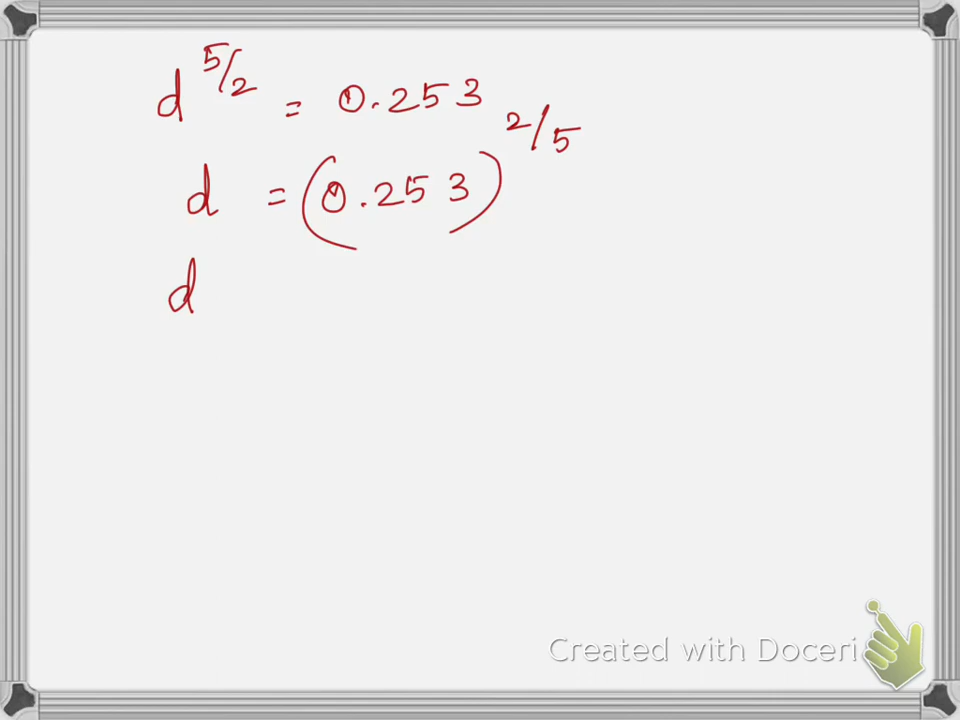 d^5/2 = 0.253
d = (0.253)^2/5
d
Created with Doceri